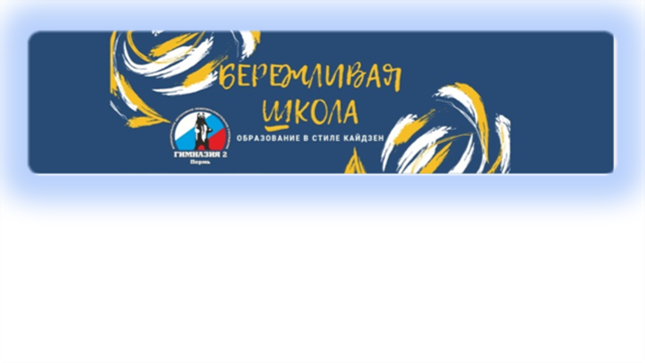 БЕРЕЖЛИВАЯ
ШКОЛА
ОБРАЗОВАНИЕ В СТИЛЕ КАЙДЗЕН
ГИМНАЗИЯ 2
Пермь